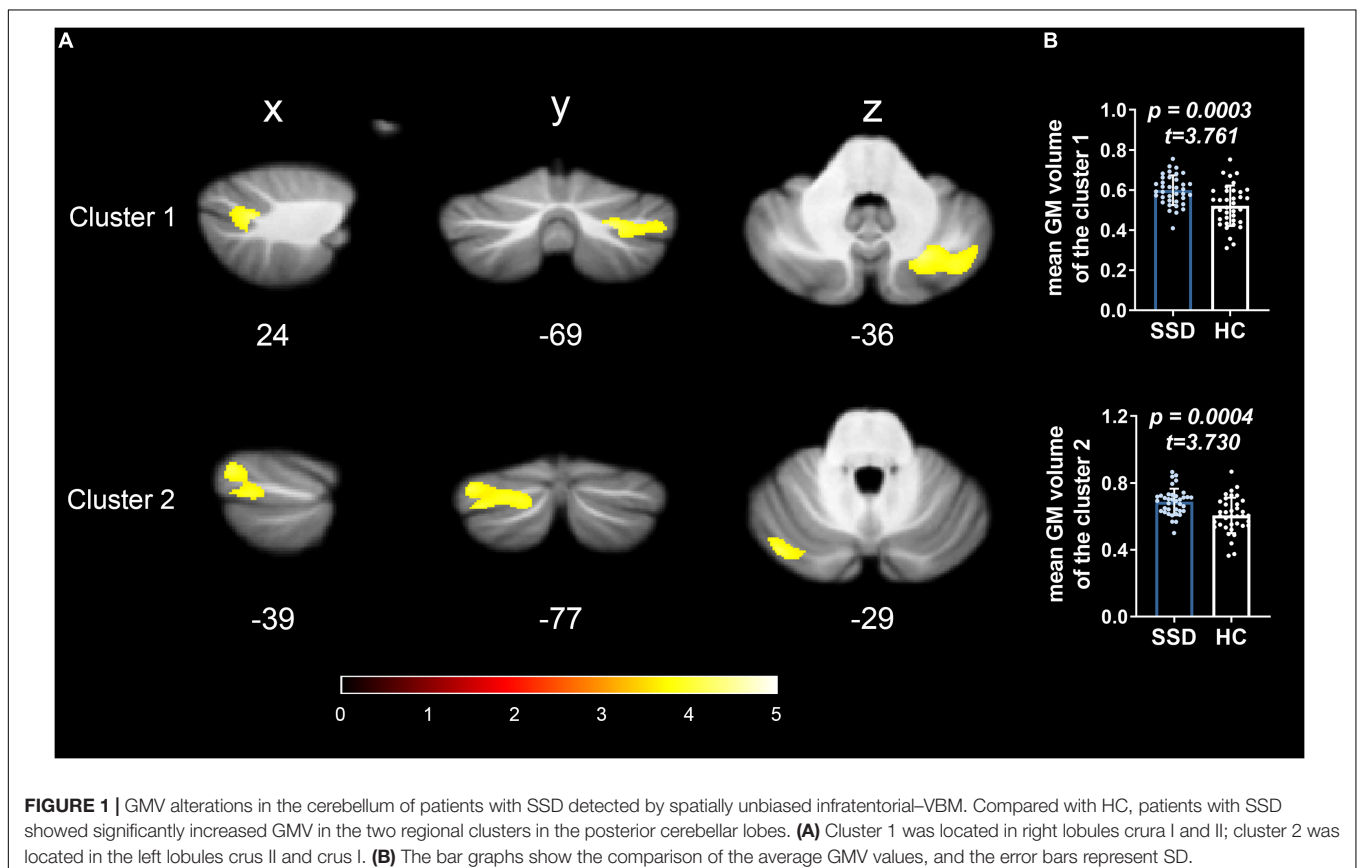 A
B
x y z
Cluster 1
24 -69 -36
p = 0.0003
t=3.761
mean GM volume
of the cluster 1
1.0
0.8
0.6
0.4
0.2
0.0
SSD HC
Cluster 2
-39 -77 -29
p = 0.0004
t=3.730
mean GM volume
of the cluster 2
1.2
0.8
0.4
0.0
SSD HC
0 1 2 3 4 5
FIGURE 1 | GMV alterations in the cerebellum of patients with SSD detected by spatially unbiased infratentorial–VBM. Compared with HC, patients with SSD
showed significantly increased GMV in the two regional clusters in the posterior cerebellar lobes. (A) Cluster 1 was located in right lobules crura I and II; cluster 2 was
located in the left lobules crus II and crus I. (B) The bar graphs show the comparison of the average GMV values, and the error bars represent SD.